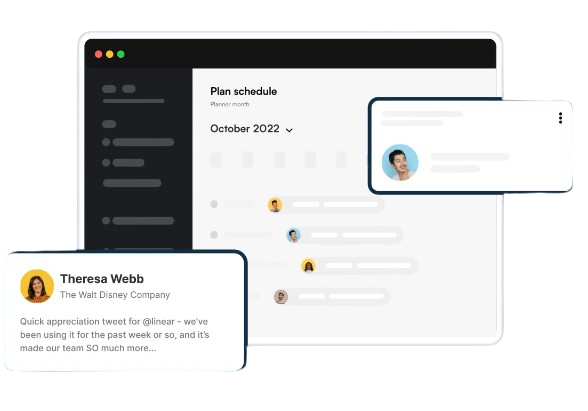 Plan schedule
Planner month
October 2022
Theresa Webb
The Walt Disney Company
Quick appreciation tweet for @linear - we've
been using it for the past week or so, and it's
made our team SO much more...